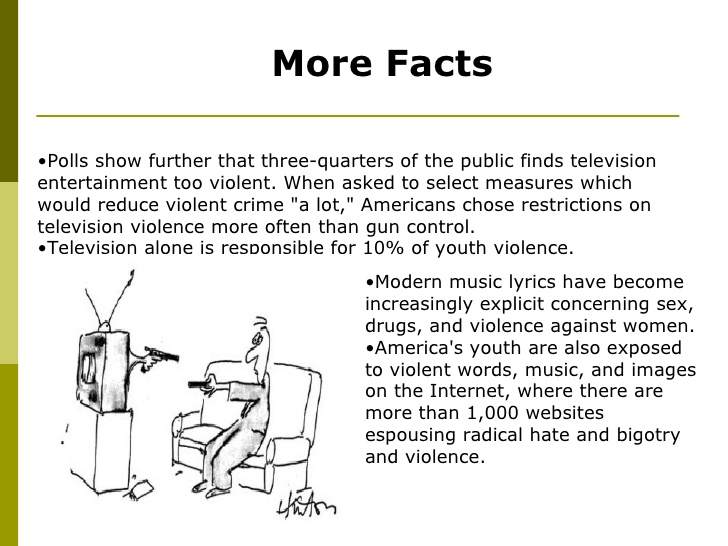 More Facts
•Polls show further that three-quarters of the public finds television
entertainment too violent. When asked to select measures which
would reduce violent crime "a lot," Americans chose restrictions on
television violence more often than gun control.
•Television alone is responsible for 10% of youth violence.
•Modern music lyrics have become
increasingly explicit concerning sex,
drugs, and violence against women.
•America's youth are also exposed
to violent words, music, and images
on the Internet, where there are
more than 1,000 websites
espousing radical hate and bigotry
and violence.